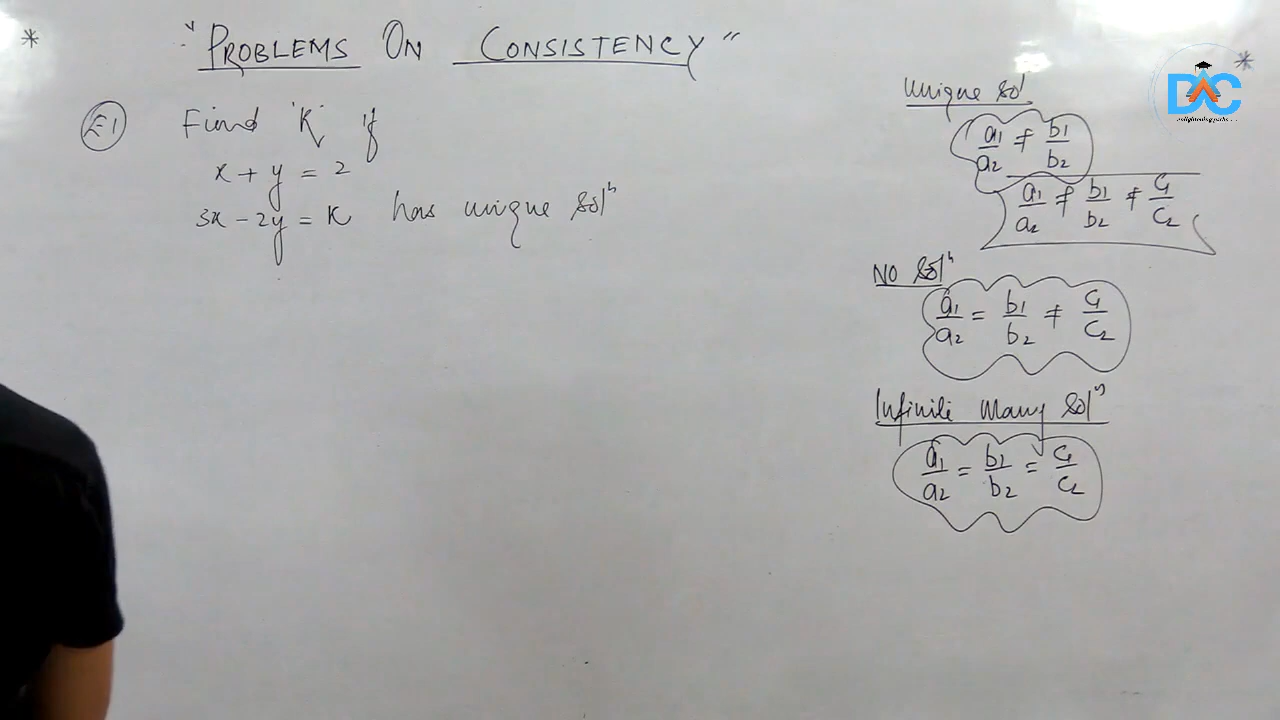 * "PROBLEMS ON CONSISTENCY" *
E1 Find 'K' if
x + y = 2
3x - 2y = K has unique solⁿ
Unique sol
a1/a2 ≠ b1/b2
a1/a2 ≠ b1/b2 ≠ c1/c2
NO Solⁿ
a1/a2 = b1/b2 ≠ c1/c2
Infinite Many Solⁿ
a1/a2 = b1/b2 = c1/c2
DAC